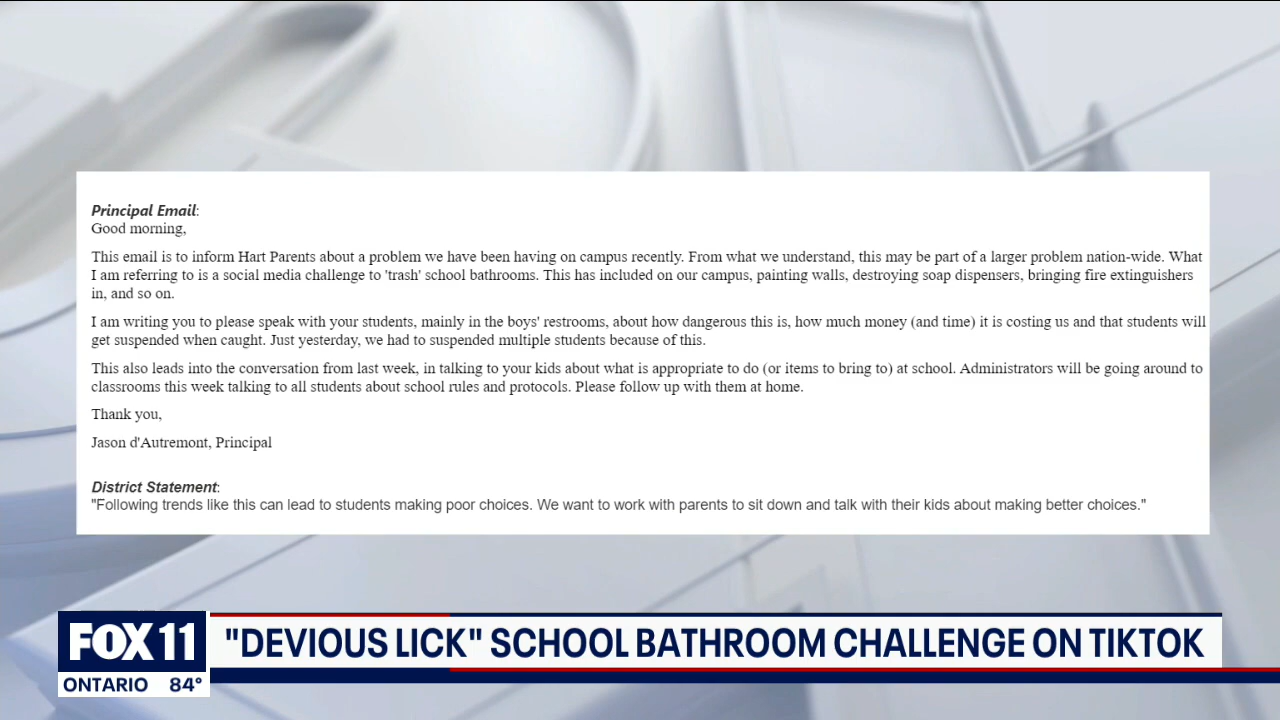 Principal Email:
Good morning,
This email is to inform Hart Parents about a problem we have been having on campus recently. From what we understand, this may be part of a larger problem nation-wide. What
I am referring to is a social media challenge to 'trash' school bathrooms. This has included on our campus, painting walls, destroying soap dispensers, bringing fire extinguishers
in, and so on.
I am writing you to please speak with your students, mainly in the boys' restrooms, about how dangerous this is, how much money (and time) it is costing us and that students will
get suspended when caught. Just yesterday, we had to suspended multiple students because of this.
This also leads into the conversation from last week, in talking to your kids about what is appropriate to do (or items to bring to) at school. Administrators will be going around to
classrooms this week talking to all students about school rules and protocols. Please follow up with them at home.
Thank you,
Jason d'Autremont, Principal
District Statement:
"Following trends like this can lead to students making poor choices. We want to work with parents to sit down and talk with their kids about making better choices."
FOX 11
"DEVIOUS LICK" SCHOOL BATHROOM CHALLENGE ON TIKTOK
ONTARIO 84°